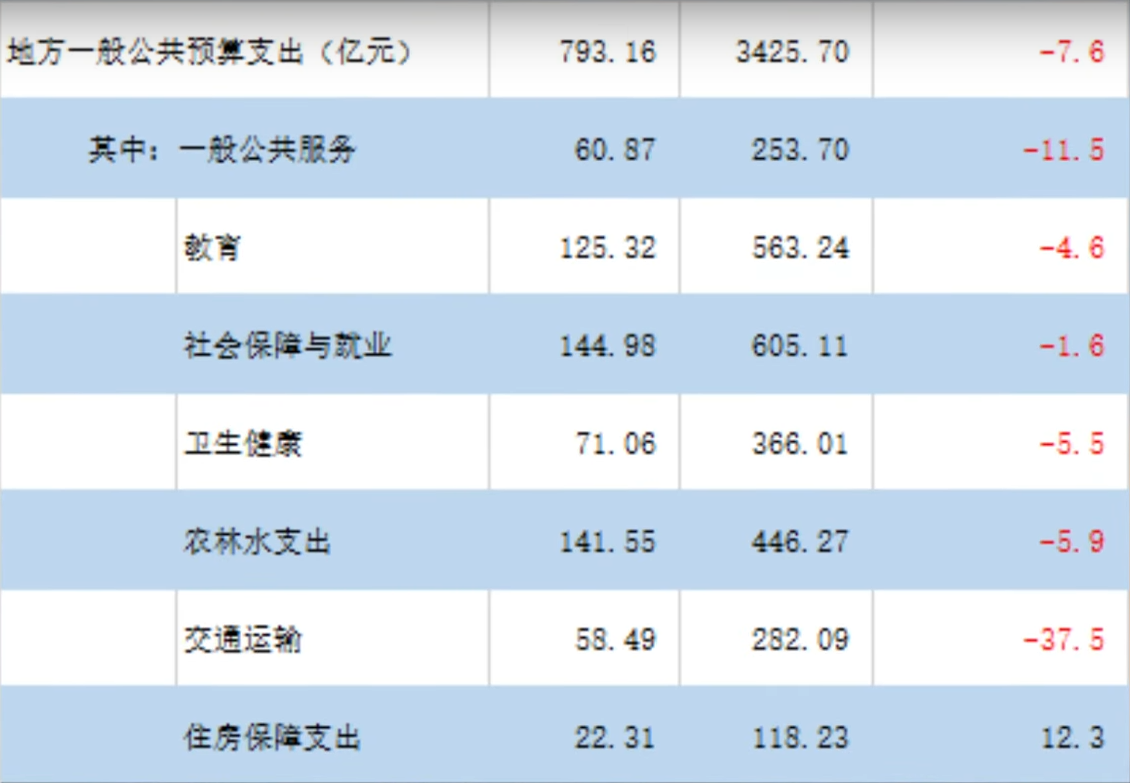 地方一般公共预算支出（亿元） 793.16 3425.70 -7.6
其中：一般公共服务 60.87 253.70 -11.5
教育 125.32 563.24 -4.6
社会保障与就业 144.98 605.11 -1.6
卫生健康 71.06 366.01 -5.5
农林水支出 141.55 446.27 -5.9
交通运输 58.49 282.09 -37.5
住房保障支出 22.31 118.23 12.3